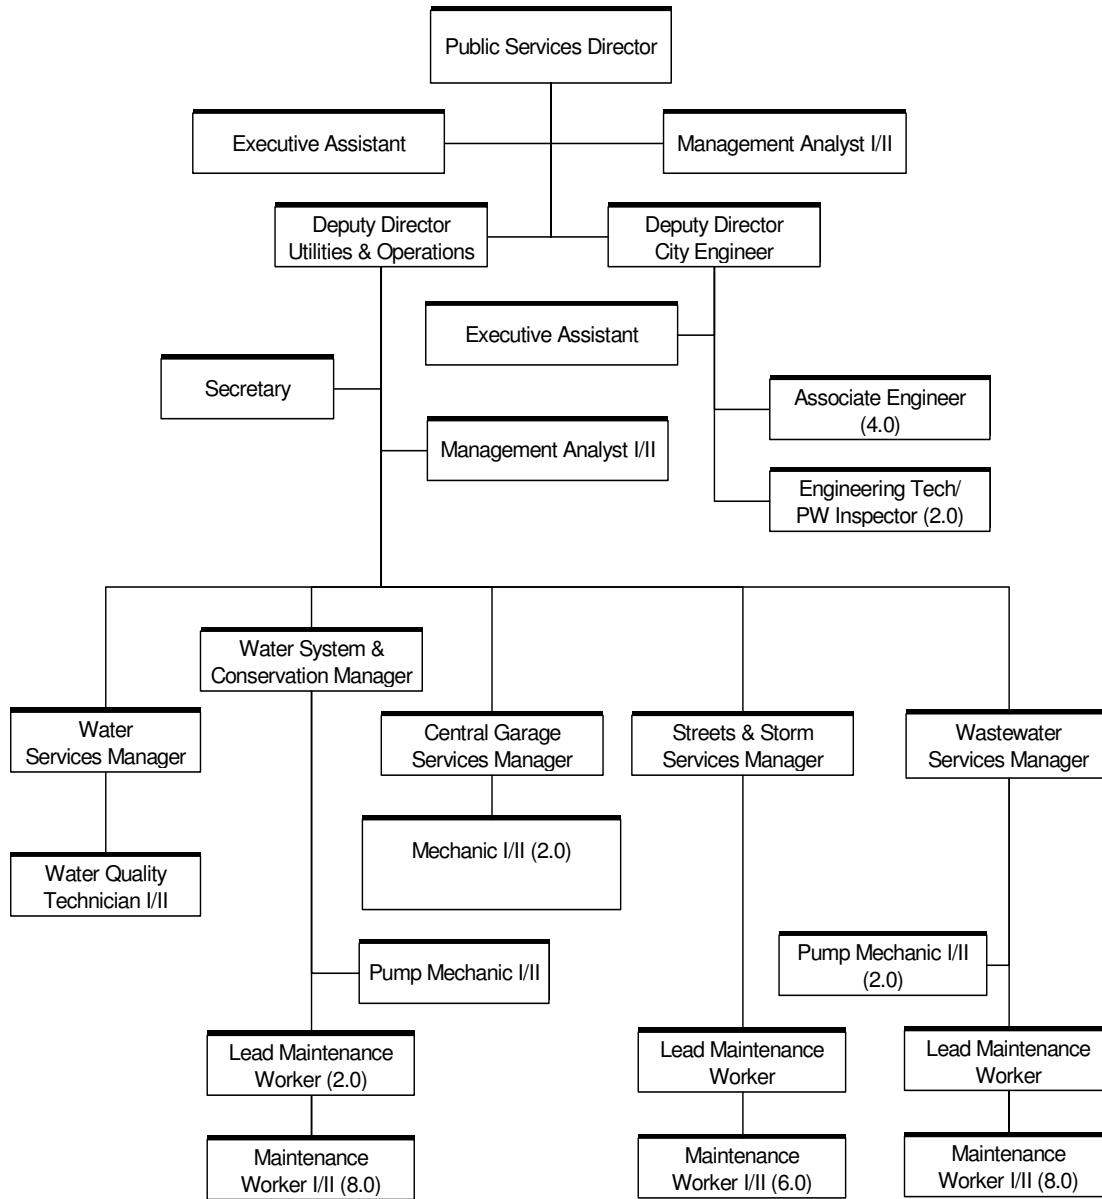 Public Services Director
Executive Assistant
Management Analyst I/II
Deputy Director
Utilities & Operations
Deputy Director
City Engineer
Executive Assistant
Secretary
Associate Engineer
(4.0)
Management Analyst I/II
Engineering Tech/
PW Inspector (2.0)
Water System &
Conservation Manager
Water
Services Manager
Central Garage
Services Manager
Streets & Storm
Services Manager
Wastewater
Services Manager
Mechanic I/II (2.0)
Water Quality
Technician I/II
Pump Mechanic I/II
Pump Mechanic I/II
(2.0)
Lead Maintenance
Worker (2.0)
Lead Maintenance
Worker
Lead Maintenance
Worker
Maintenance
Worker I/II (8.0)
Maintenance
Worker I/II (6.0)
Maintenance
Worker I/II (8.0)